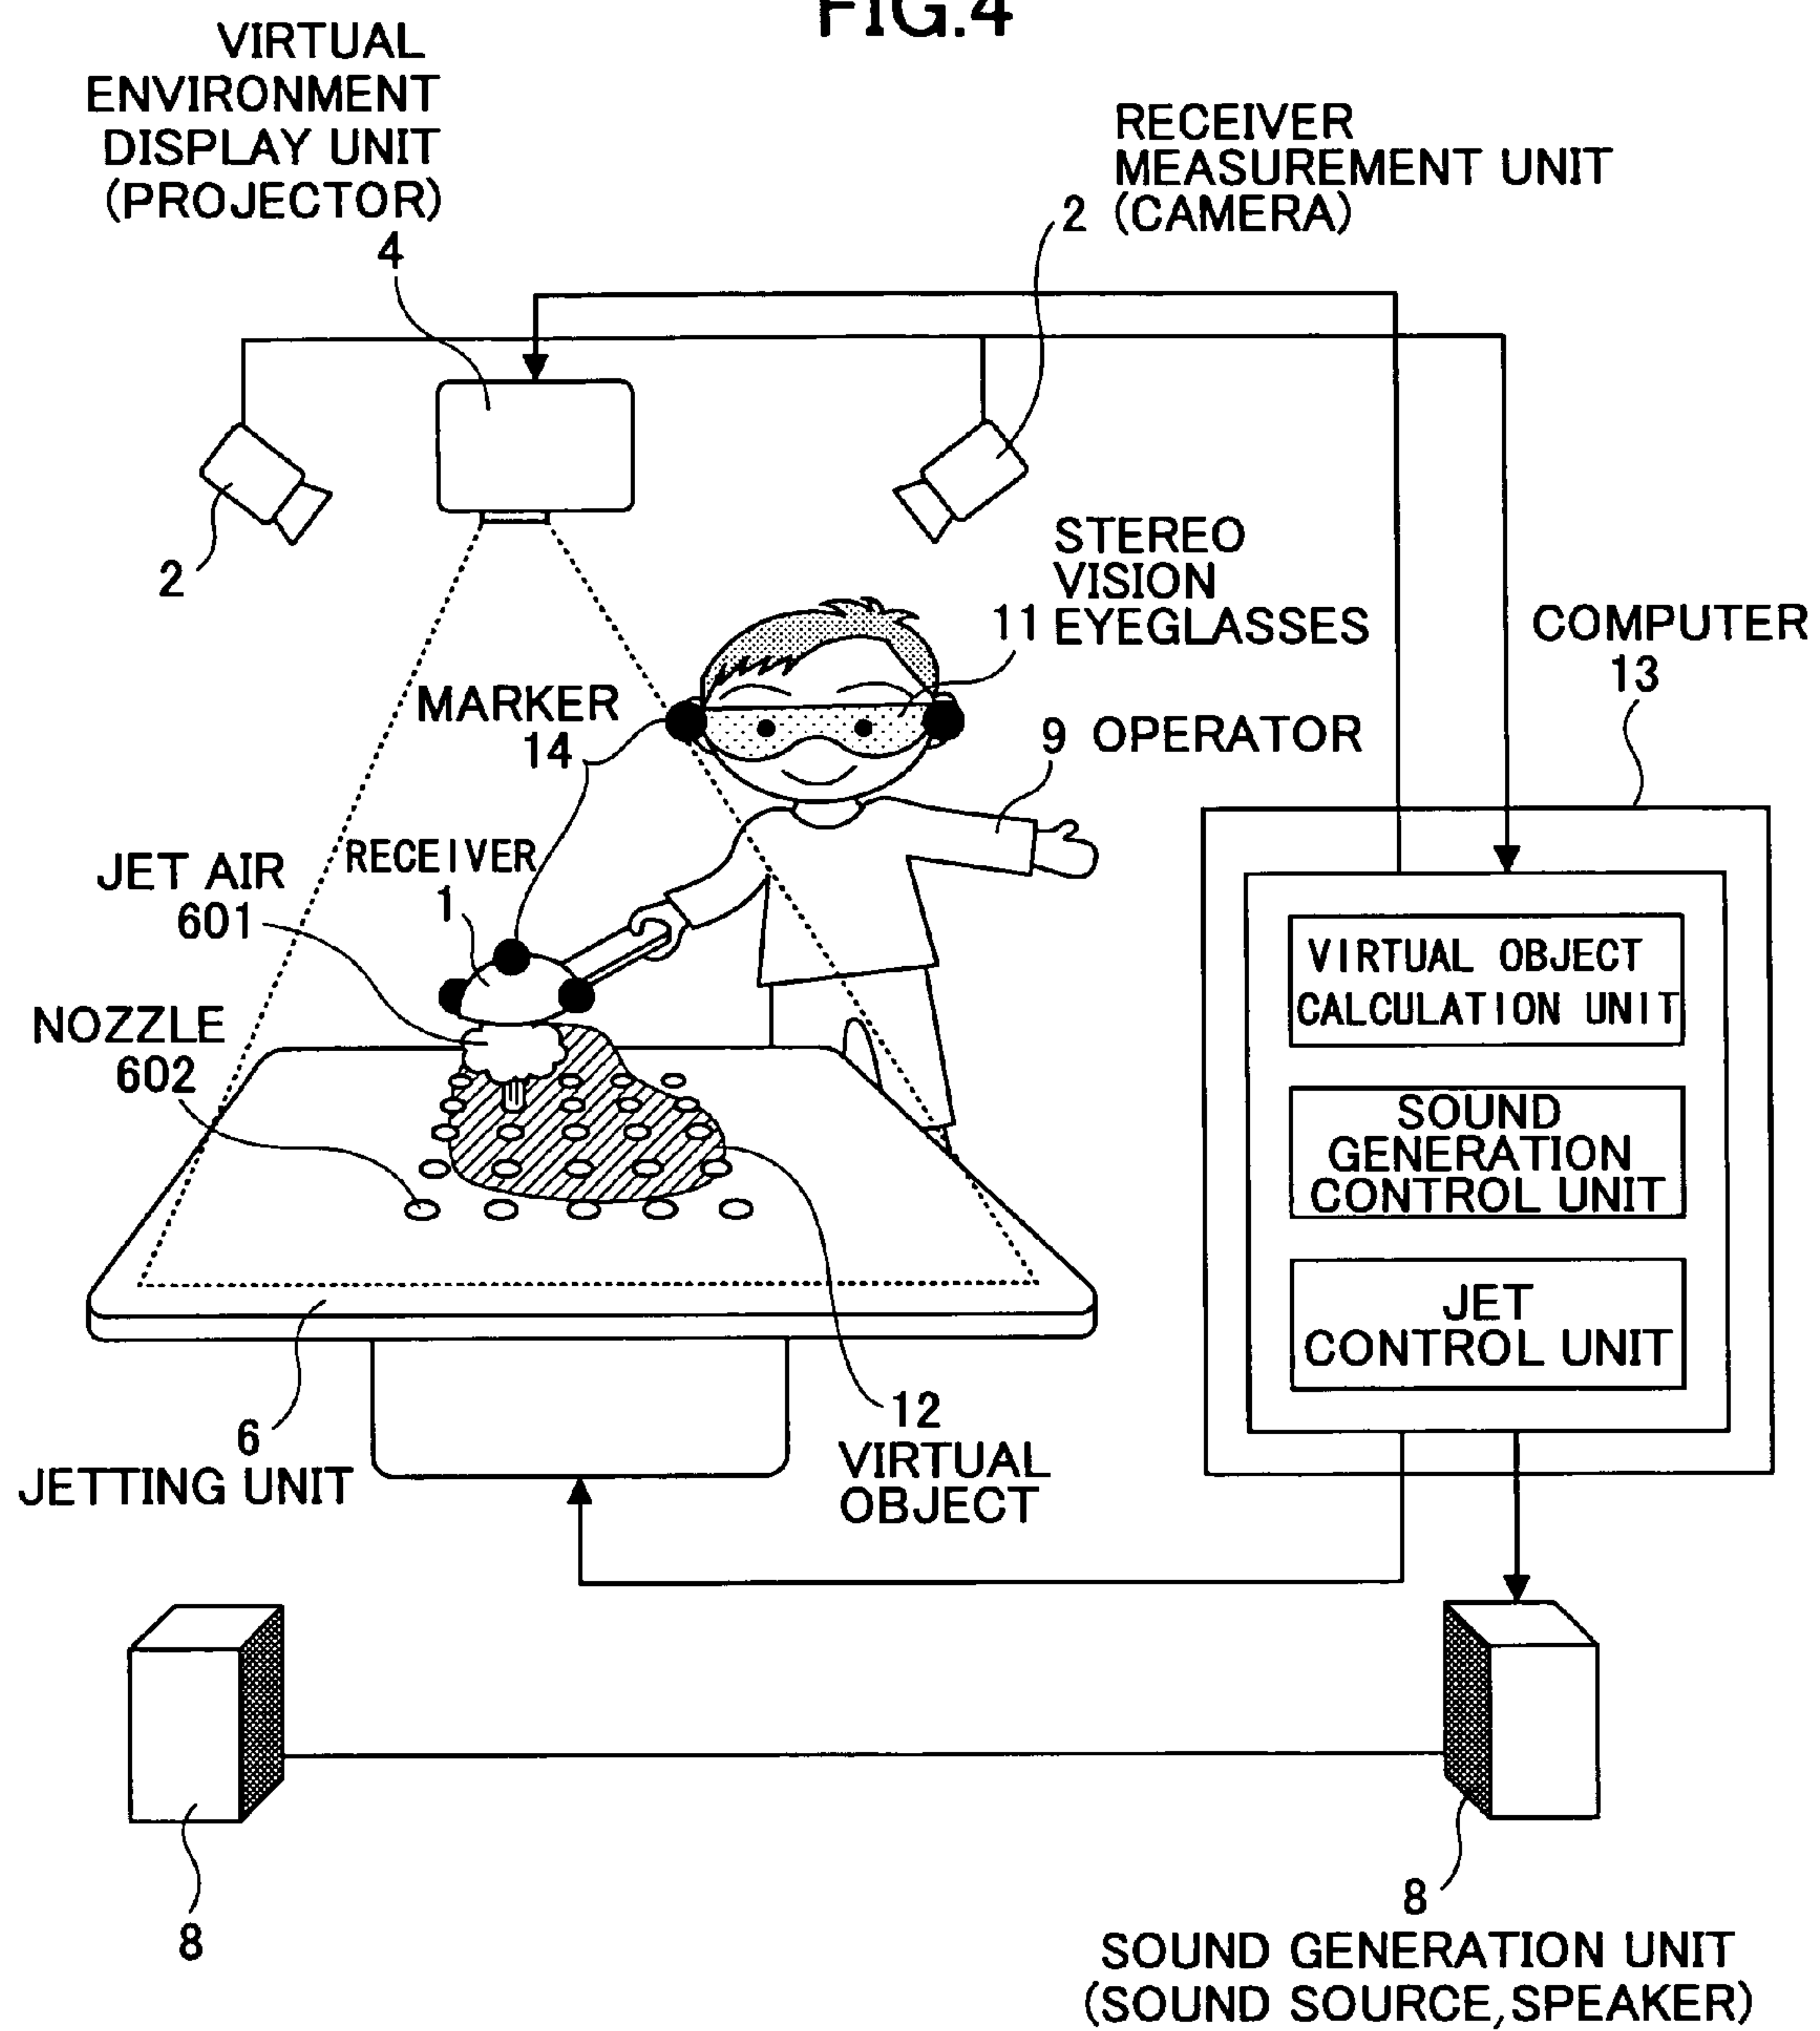 FIG.4
VIRTUAL
ENVIRONMENT
DISPLAY UNIT
(PROJECTOR)
4
RECEIVER
MEASUREMENT UNIT
2 (CAMERA)
2
STEREO
VISION
11 EYEGLASSES
COMPUTER
13
MARKER
14
9 OPERATOR
JET AIR
601
RECEIVER
1
NOZZLE
602
VIRTUAL OBJECT
CALCULATION UNIT
SOUND
GENERATION
CONTROL UNIT
JET
CONTROL UNIT
6
JETTING UNIT
12
VIRTUAL
OBJECT
8
8
SOUND GENERATION UNIT
(SOUND SOURCE,SPEAKER)